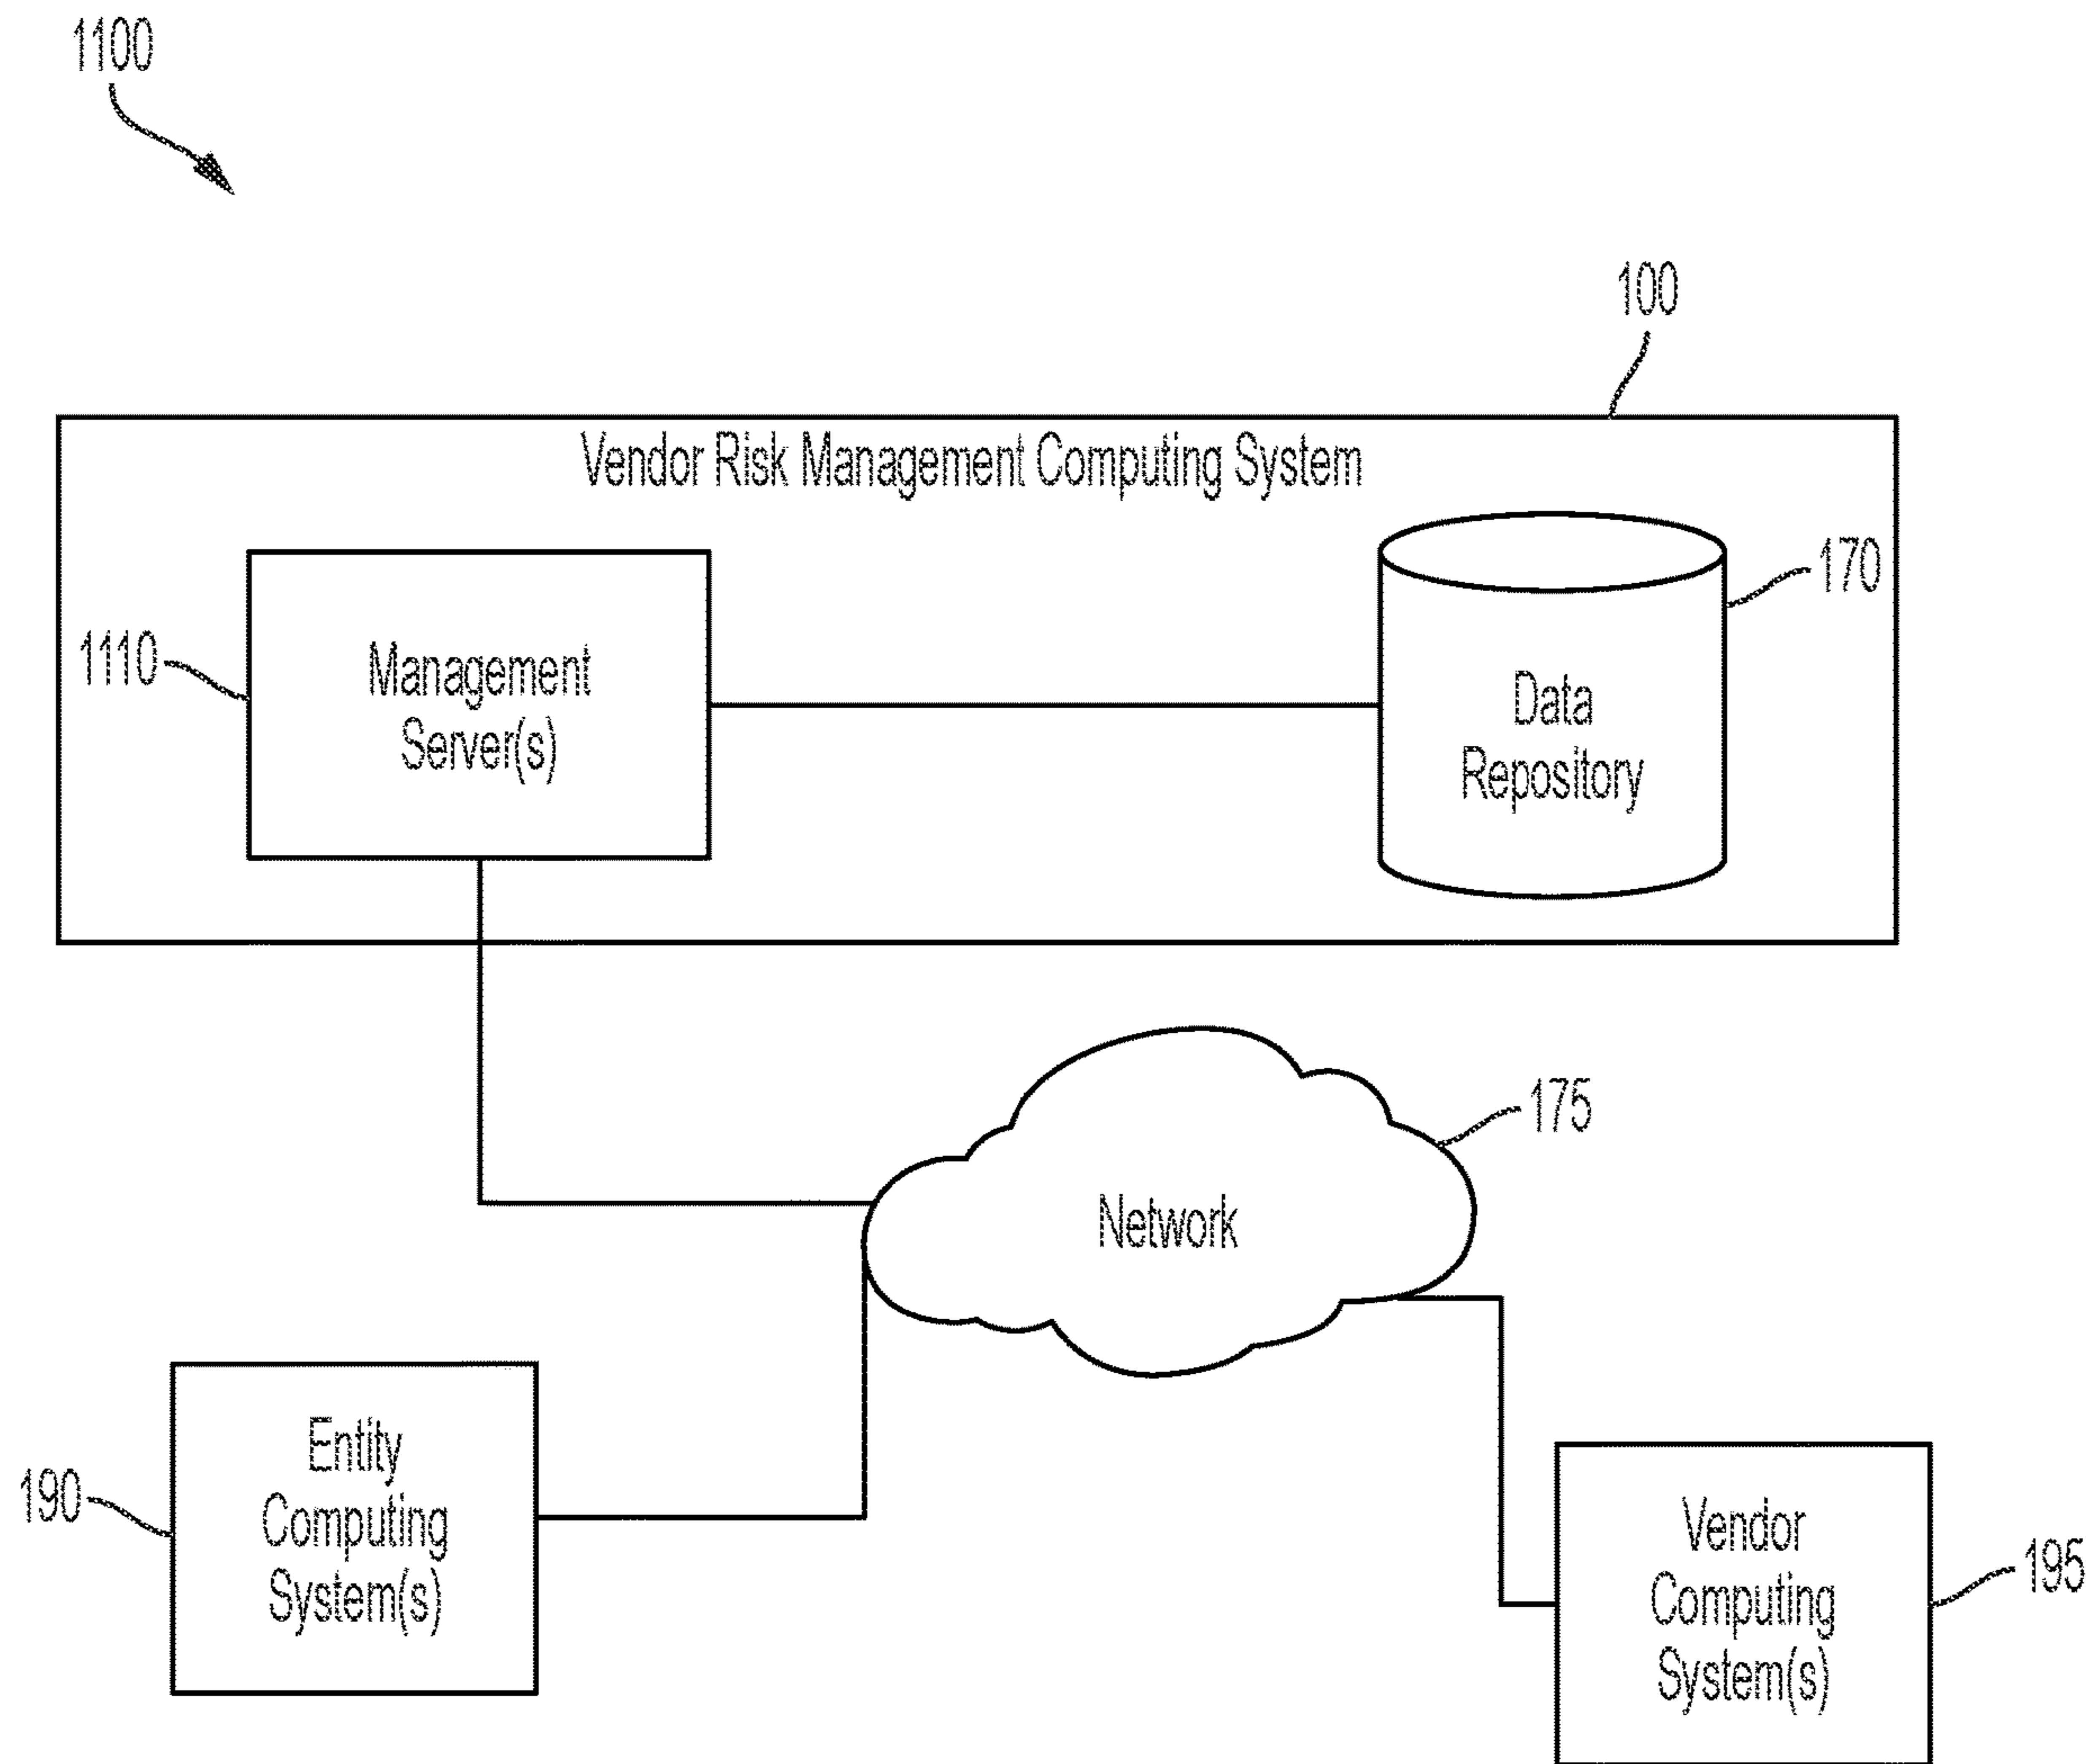 1100
100
Vendor Risk Management Computing System
170
1110
Management
Server(s)
Data
Repository
175
Network
190
Entity
Computing
System(s)
Vendor
Computing
System(s)
195